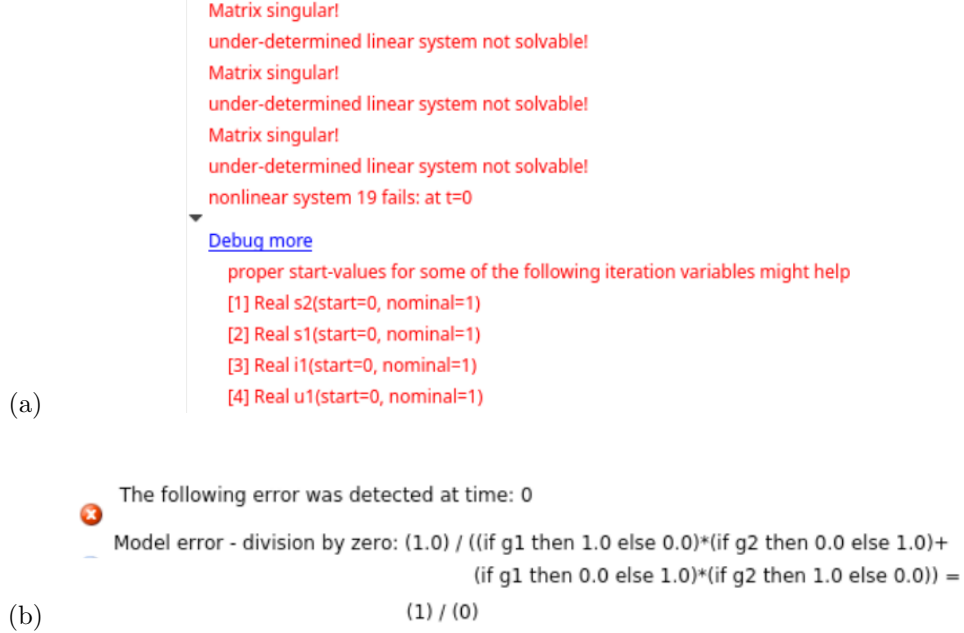 Matrix singular!
under-determined linear system not solvable!
Matrix singular!
under-determined linear system not solvable!
Matrix singular!
under-determined linear system not solvable!
nonlinear system 19 fails: at t=0
Debug more
proper start-values for some of the following iteration variables might help
[1] Real s2(start=0, nominal=1)
[2] Real s1(start=0, nominal=1)
[3] Real i1(start=0, nominal=1)
[4] Real u1(start=0, nominal=1)
(a)
The following error was detected at time: 0
Model error - division by zero: (1.0) / ((if g1 then 1.0 else 0.0)*(if g2 then 0.0 else 1.0)+
(if g1 then 0.0 else 1.0)*(if g2 then 1.0 else 0.0)) =
(1) / (0)
(b)